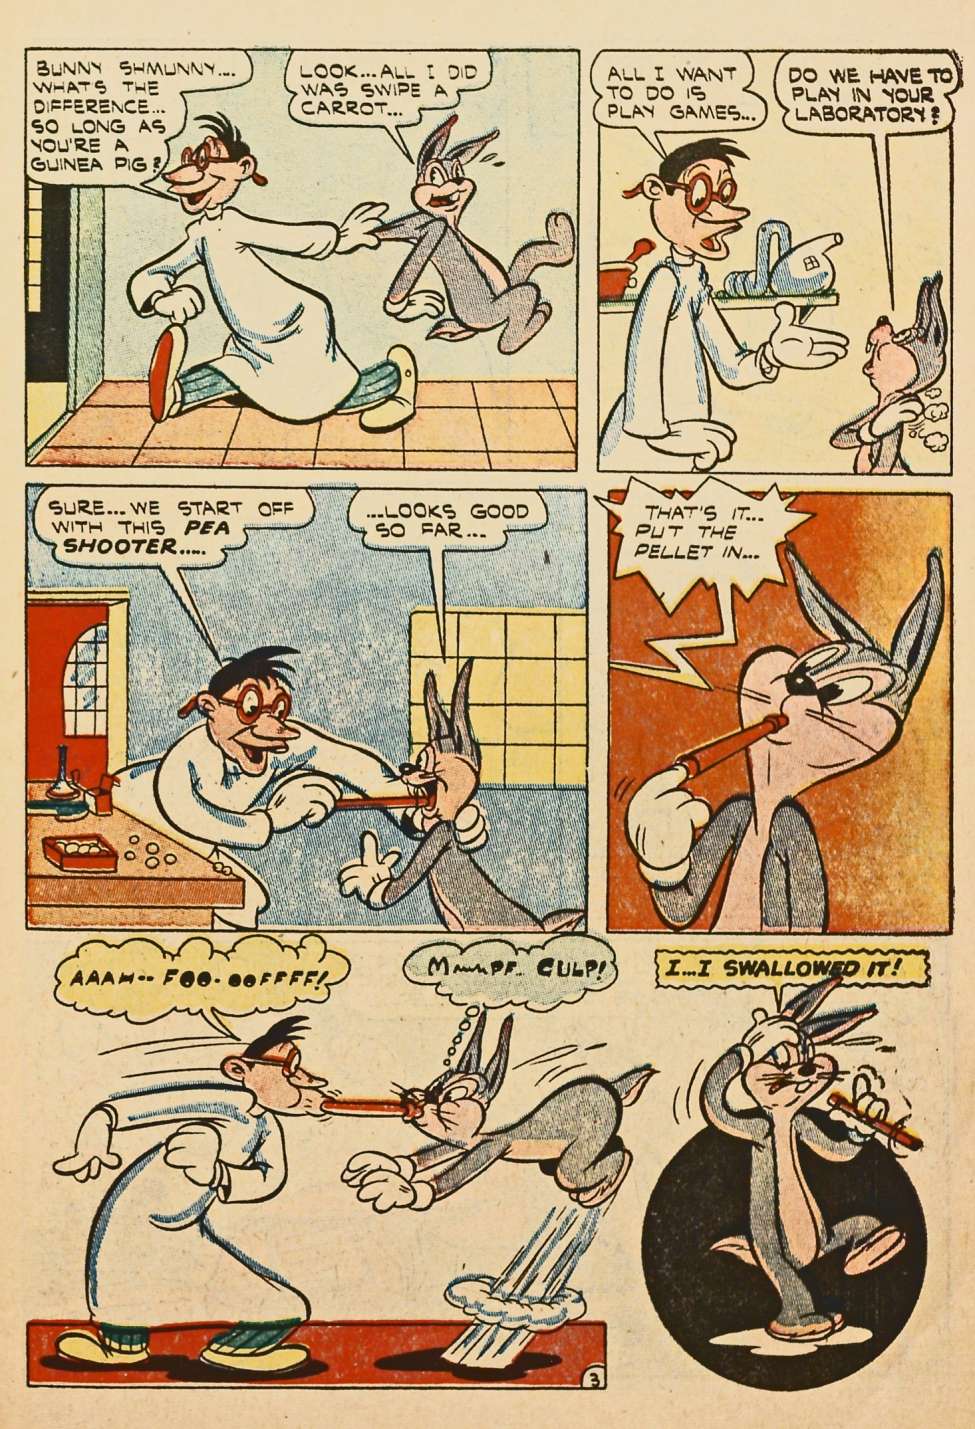 BUNNY SHMUNNY....
WHATS THE
DIFFERENCE...
SO LONG AS
YOU'RE A
GUINEA PIG?
LOOK...ALL I DID
WAS SWIPE A
CARROT...
ALL I WANT
TO DO IS
PLAY GAMES...
DO WE HAVE TO
PLAY IN YOUR
LABORATORY?
SURE...WE START OFF
WITH THIS PEA
SHOOTER.....
...LOOKS GOOD
SO FAR...
THAT'S IT...
PUT THE
PELLET IN...
AAAH-- FOO-OOFFFF!
MmmmPF. GULP!
I...I SWALLOWED IT!
3